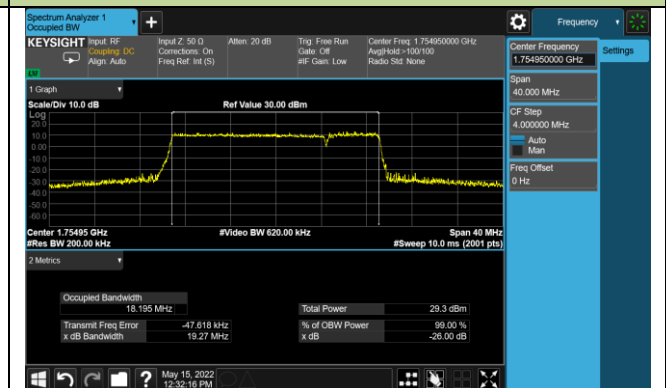 Spectrum Analyzer 1
Occupied BW
Frequency
KEYSIGHT
Input: RF
Coupling: DC
Align: Auto
Input Z: 50 Ω
Corrections: On
Freq Ref: Int (S)
Atten: 20 dB
Trig: Free Run
Gate: Off
#IF Gain: Low
Center Freq: 1.754950000 GHz
Avg|Hold:>100/100
Radio Std: None
Center Frequency
1.754950000 GHz
Settings
Span
40.000 MHz
CF Step
4.000000 MHz
Auto
Man
Freq Offset
0 Hz
1 Graph
Scale/Div 10.0 dB
Ref Value 30.00 dBm
Log
20.0
10.0
0.00
-10.0
-20.0
-30.0
-40.0
-50.0
-60.0
Center 1.75495 GHz
#Video BW 620.00 kHz
Span 40 MHz
#Res BW 200.00 kHz
#Sweep 10.0 ms (2001 pts)
2 Metrics
Occupied Bandwidth
18.195 MHz
Total Power
29.3 dBm
Transmit Freq Error
-47.618 kHz
% of OBW Power
99.00 %
x dB Bandwidth
19.27 MHz
x dB
-26.00 dB
May 15, 2022
12:32:16 PM